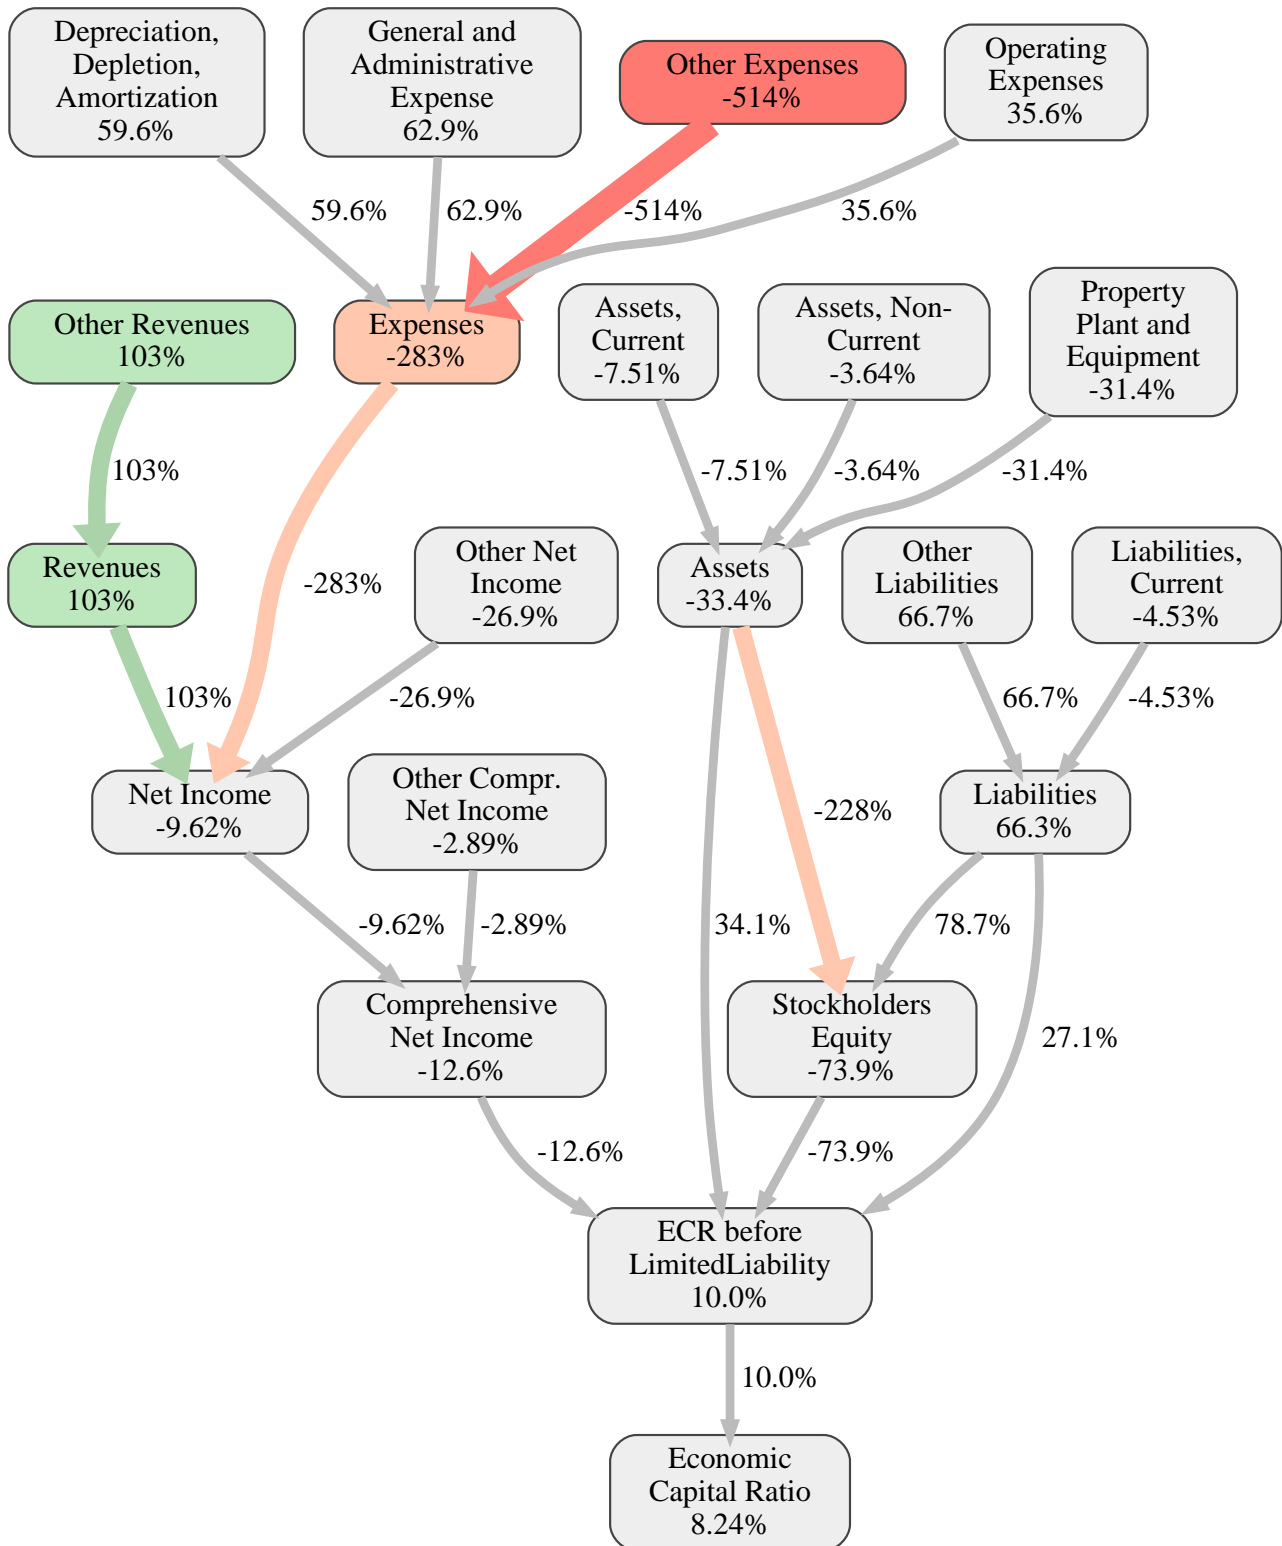 Depreciation,
Depletion,
Amortization
59.6%
General and
Administrative
Expense
62.9%
Other Expenses
-514%
Operating
Expenses
35.6%
59.6%
62.9%
-514%
35.6%
Other Revenues
103%
Expenses
-283%
Assets,
Current
-7.51%
Assets, Non-
Current
-3.64%
Property
Plant and
Equipment
-31.4%
103%
-7.51%
-3.64%
-31.4%
Revenues
103%
-283%
Other Net
Income
-26.9%
Assets
-33.4%
Other
Liabilities
66.7%
Liabilities,
Current
-4.53%
103%
-26.9%
66.7%
-4.53%
Net Income
-9.62%
Other Compr.
Net Income
-2.89%
-228%
Liabilities
66.3%
-9.62%
-2.89%
34.1%
78.7%
Comprehensive
Net Income
-12.6%
Stockholders
Equity
-73.9%
27.1%
-12.6%
-73.9%
ECR before
LimitedLiability
10.0%
10.0%
Economic
Capital Ratio
8.24%